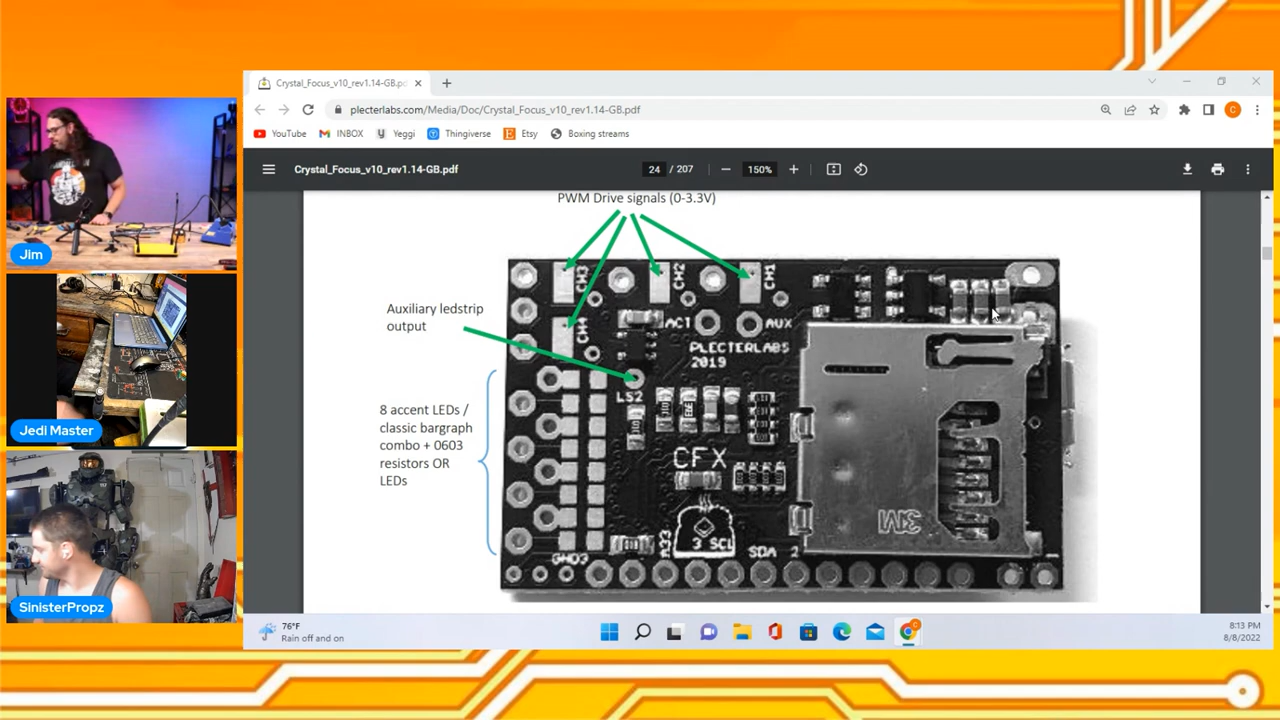 Crystal_Focus_v10_rev1.14-GB.pdf
plecterlabs.com/Media/Doc/Crystal_Focus_v10_rev1.14-GB.pdf
C
YouTube
INBOX
Yeggi
Thingiverse
Etsy
Boxing streams
Crystal_Focus_v10_rev1.14-GB.pdf
24 / 207
150%
PWM Drive signals (0-3.3V)
Auxiliary ledstrip
output
8 accent LEDs /
classic bargraph
combo + 0603
resistors OR
LEDs
CH3
CH2
CH1
CH4
AC1
AUX
PLECTERLABS
2019
LS2
CFX
3M
3 SCL
SDA 2
GND3
A33
Jim
Jedi Master
SinisterPropz
76°F
Rain off and on
8:13 PM
8/8/2022